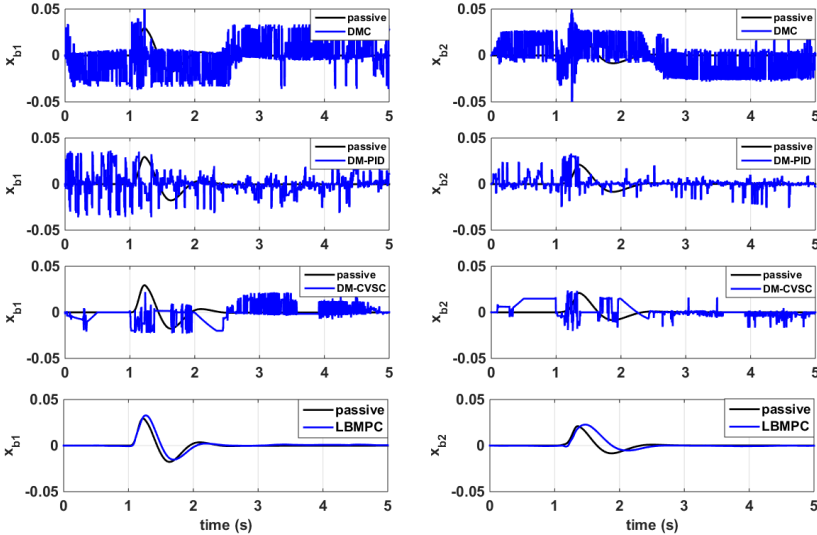 0.05 passive 0.05 passive
DMC DMC
x_b1 0 x_b2 0
-0.05 -0.05
0 1 2 3 4 5 0 1 2 3 4 5
0.05 passive 0.05 passive
DM-PID DM-PID
x_b1 0 x_b2 0
-0.05 -0.05
0 1 2 3 4 5 0 1 2 3 4 5
0.05 passive 0.05 passive
DM-CVSC DM-CVSC
x_b1 0 x_b2 0
-0.05 -0.05
0 1 2 3 4 5 0 1 2 3 4 5
0.05 passive 0.05 passive
LBMPC LBMPC
x_b1 0 x_b2 0
-0.05 -0.05
0 1 2 3 4 5 0 1 2 3 4 5
time (s) time (s)